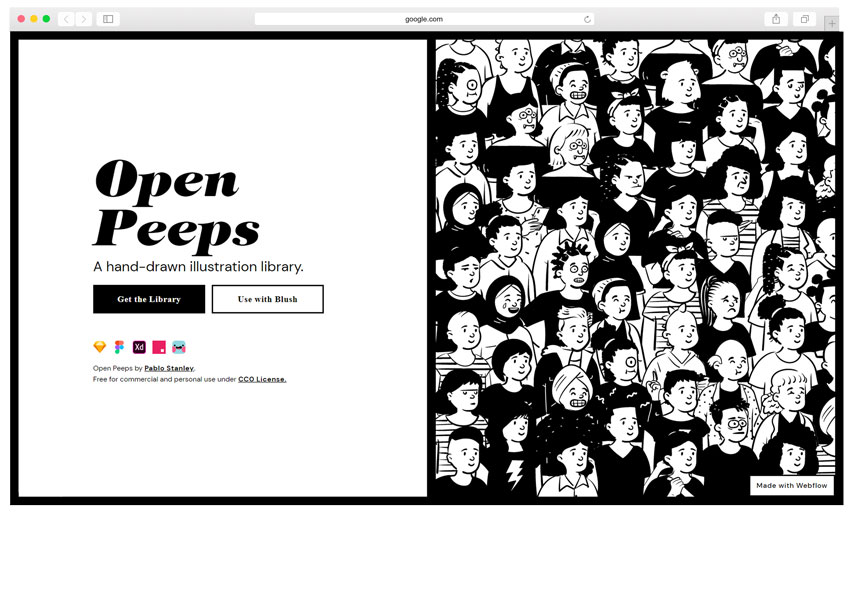 google.com
Open
Peeps
A hand-drawn illustration library.
Get the Library
Use with Blush
Xd
Open Peeps by Pablo Stanley.
Free for commercial and personal use under CC0 License.
Made with Webflow